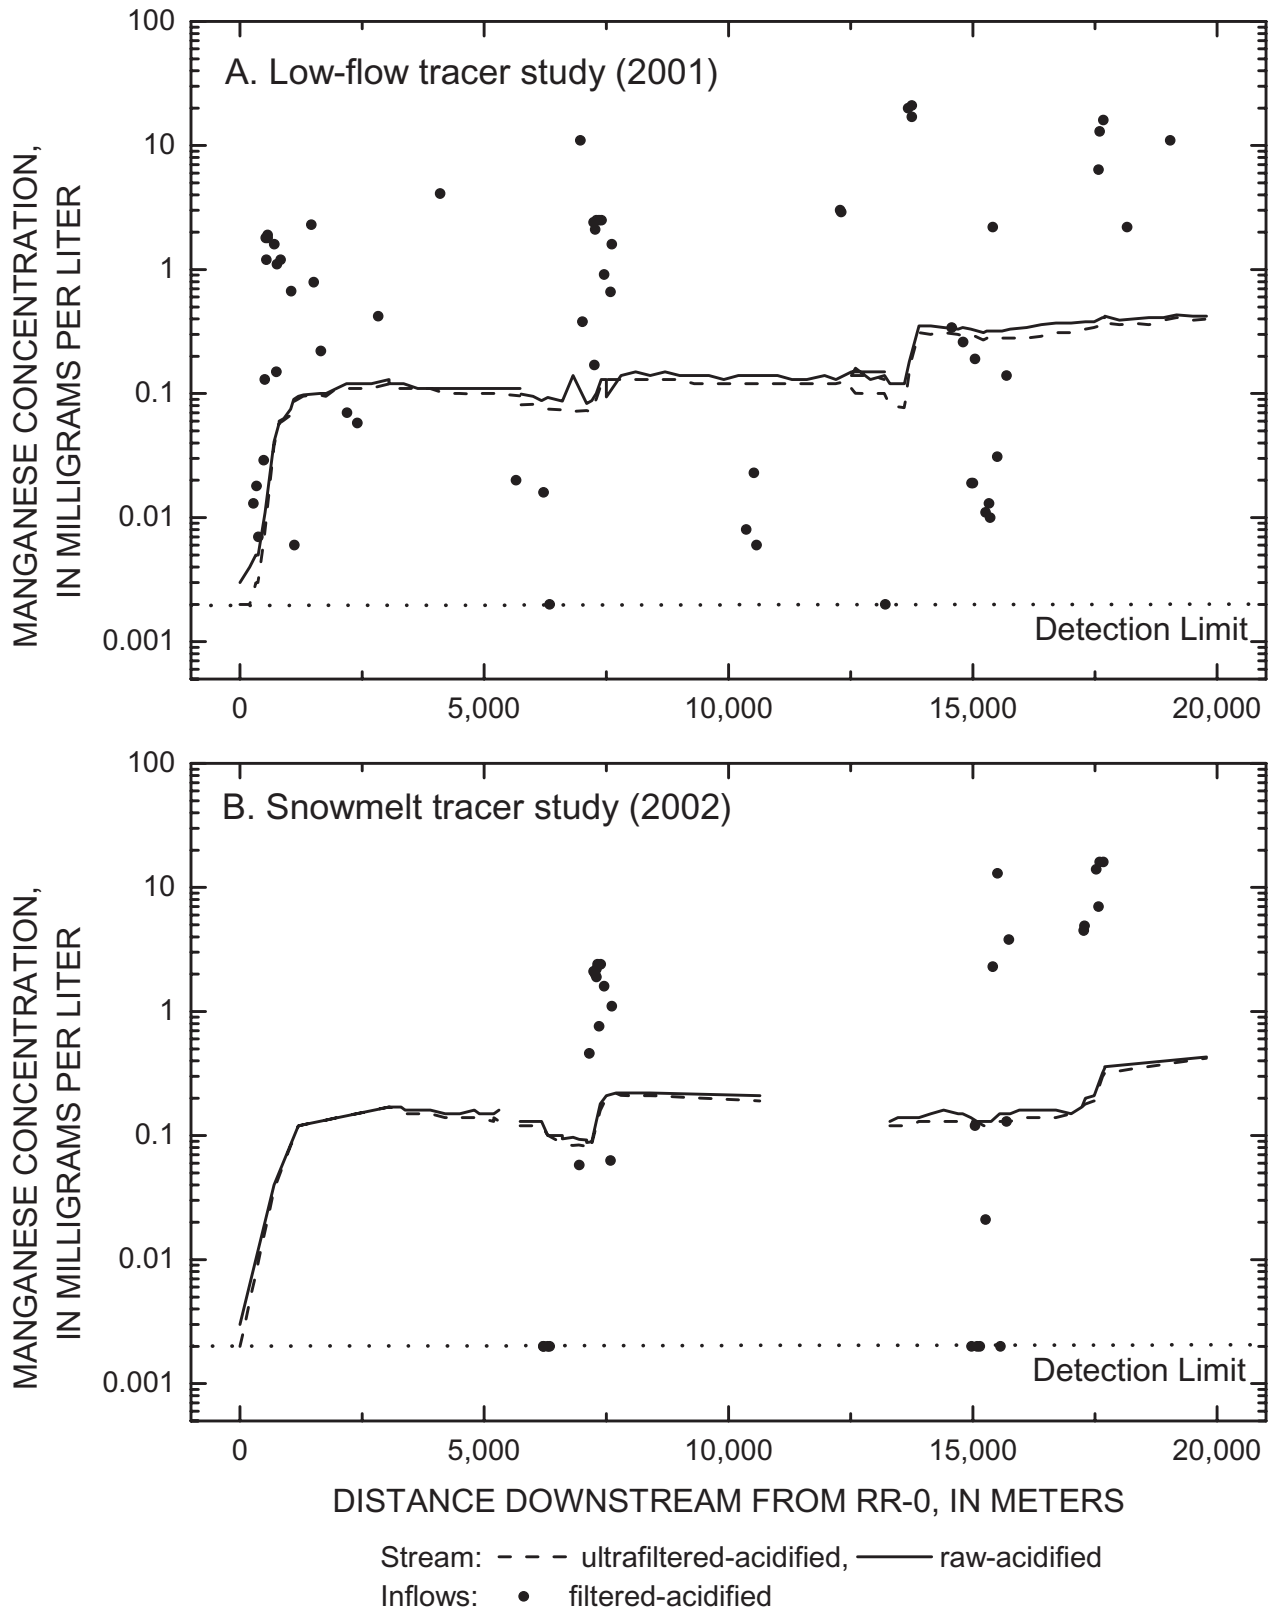 MANGANESE CONCENTRATION,
IN MILLIGRAMS PER LITER
100
10
1
0.1
0.01
0.001
A. Low-flow tracer study (2001)
Detection Limit
0 5,000 10,000 15,000 20,000
MANGANESE CONCENTRATION,
IN MILLIGRAMS PER LITER
100
10
1
0.1
0.01
0.001
B. Snowmelt tracer study (2002)
Detection Limit
0 5,000 10,000 15,000 20,000
DISTANCE DOWNSTREAM FROM RR-0, IN METERS
Stream: ultrafiltered-acidified, raw-acidified
Inflows: filtered-acidified